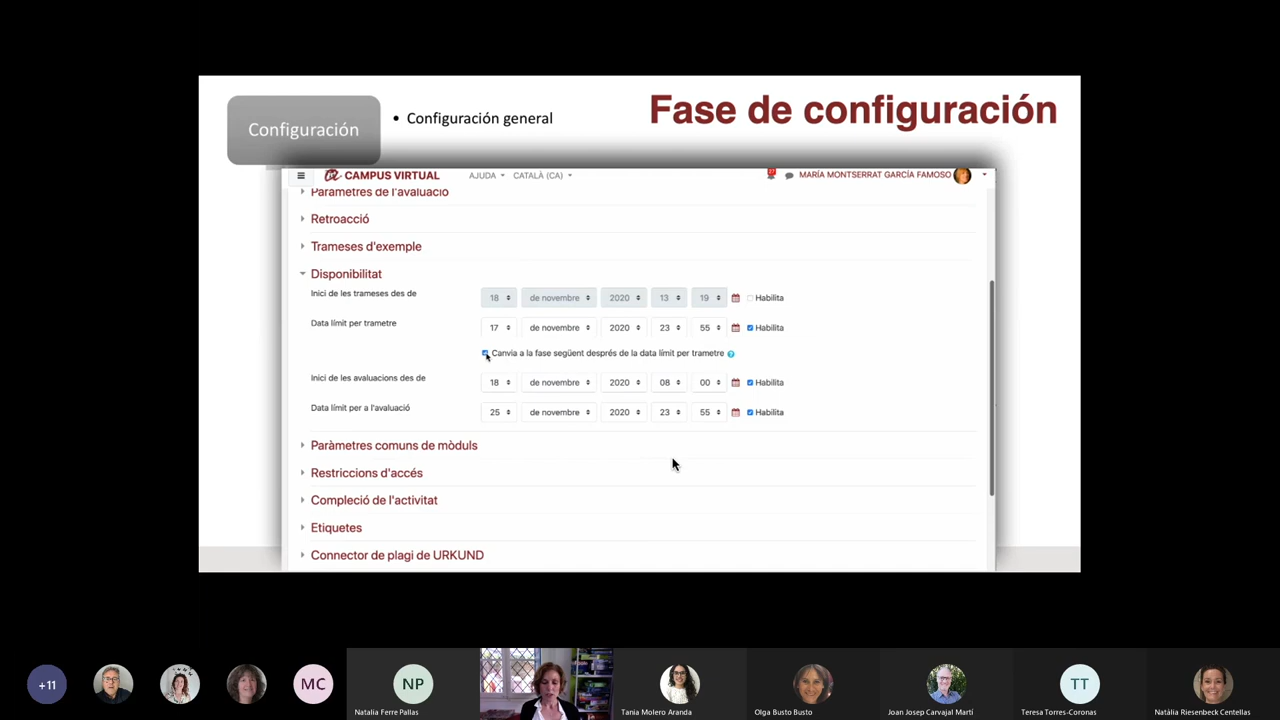 Configuración
• Configuración general
Fase de configuración
CAMPUS VIRTUAL
AJUDA
CATALÀ (CA)
MARÍA MONTSERRAT GARCÍA FAMOSO
Paràmetres de l'avaluació
Retroacció
Trameses d'exemple
Disponibilitat
Inici de les trameses des de
18 de novembre 2020 13 19 Habilita
Data límit per trametre
17 de novembre 2020 23 55 Habilita
Canvia a la fase següent després de la data límit per trametre
Inici de les avaluacions des de
18 de novembre 2020 08 00 Habilita
Data límit per a l'avaluació
25 de novembre 2020 23 55 Habilita
Paràmetres comuns de mòduls
Restriccions d'accés
Compleció de l'activitat
Etiquetes
Connector de plagi de URKUND
+11
MC
NP
TT
Natalia Ferre Pallas
Tania Molero Aranda
Olga Busto Busto
Joan Josep Carvajal Martí
Teresa Torres-Coronas
Natàlia Riesenbeck Centellas